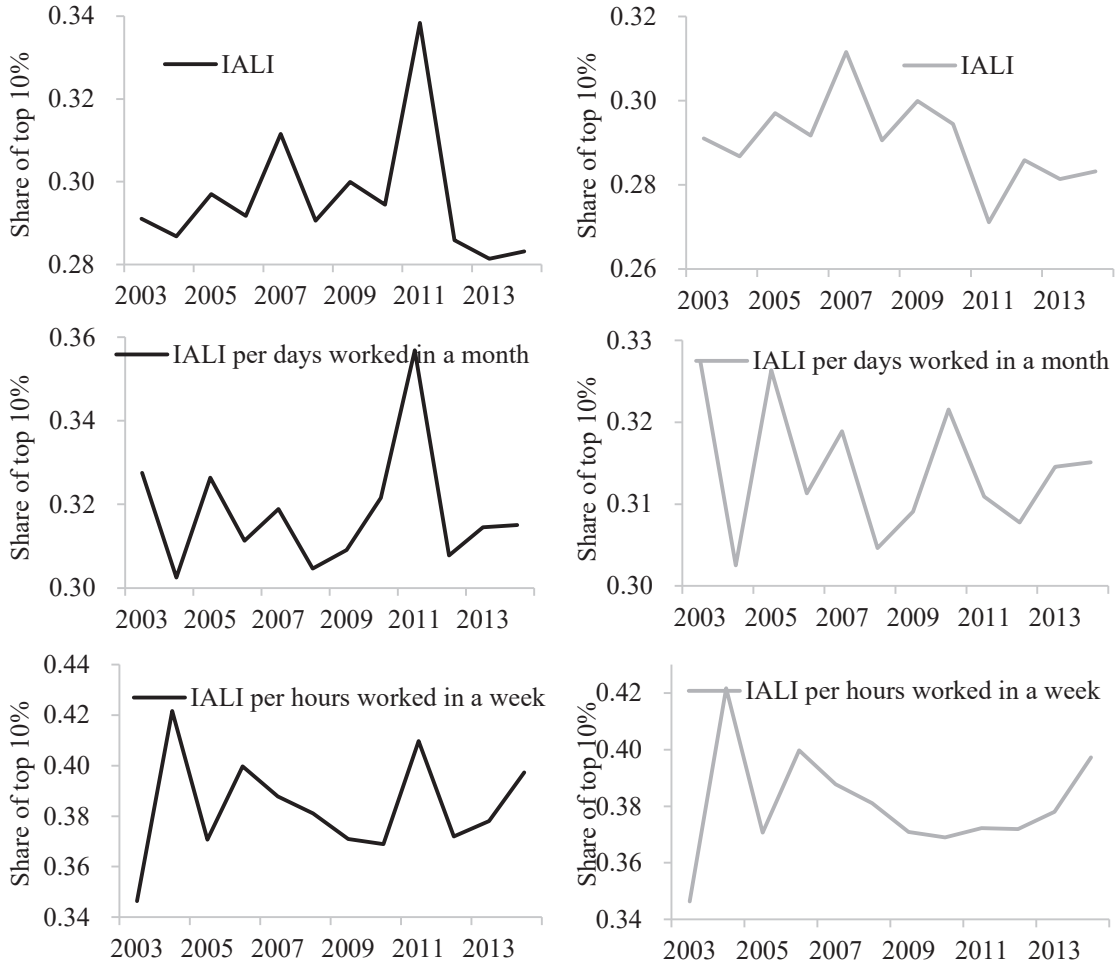 Share of top 10%
0.34
0.32
0.30
0.28
IALI
2003 2005 2007 2009 2011 2013
Share of top 10%
0.32
0.30
0.28
0.26
IALI
2003 2005 2007 2009 2011 2013
Share of top 10%
0.36
0.34
0.32
0.30
IALI per days worked in a month
2003 2005 2007 2009 2011 2013
Share of top 10%
0.33
0.32
0.31
0.30
IALI per days worked in a month
2003 2005 2007 2009 2011 2013
Share of top 10%
0.44
0.42
0.40
0.38
0.36
0.34
IALI per hours worked in a week
2003 2005 2007 2009 2011 2013
Share of top 10%
0.42
0.40
0.38
0.36
0.34
IALI per hours worked in a week
2003 2005 2007 2009 2011 2013